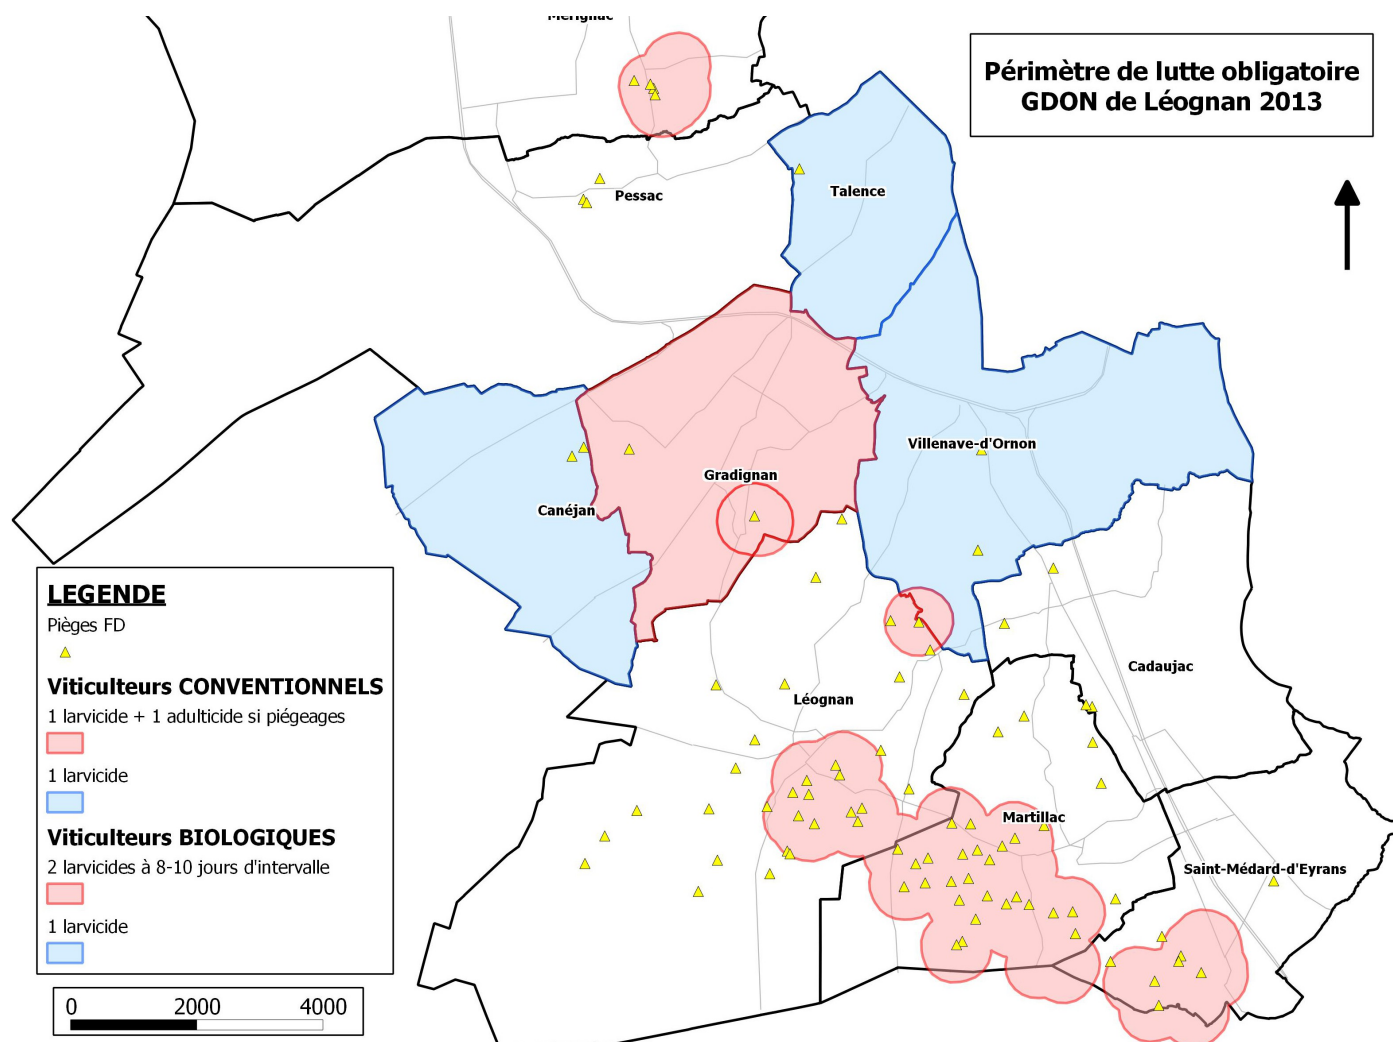 Mérignac
Périmètre de lutte obligatoire
GDON de Léognan 2013
Pessac
Talence
Villenave-d'Ornon
Gradignan
Canéjan
Cadaujac
Léognan
Martillac
Saint-Médard-d'Eyrans
LEGENDE
Pièges FD
Viticulteurs CONVENTIONNELS
1 larvicide + 1 adulticide si piégeages
1 larvicide
Viticulteurs BIOLOGIQUES
2 larvicides à 8-10 jours d'intervalle
1 larvicide
0 2000 4000